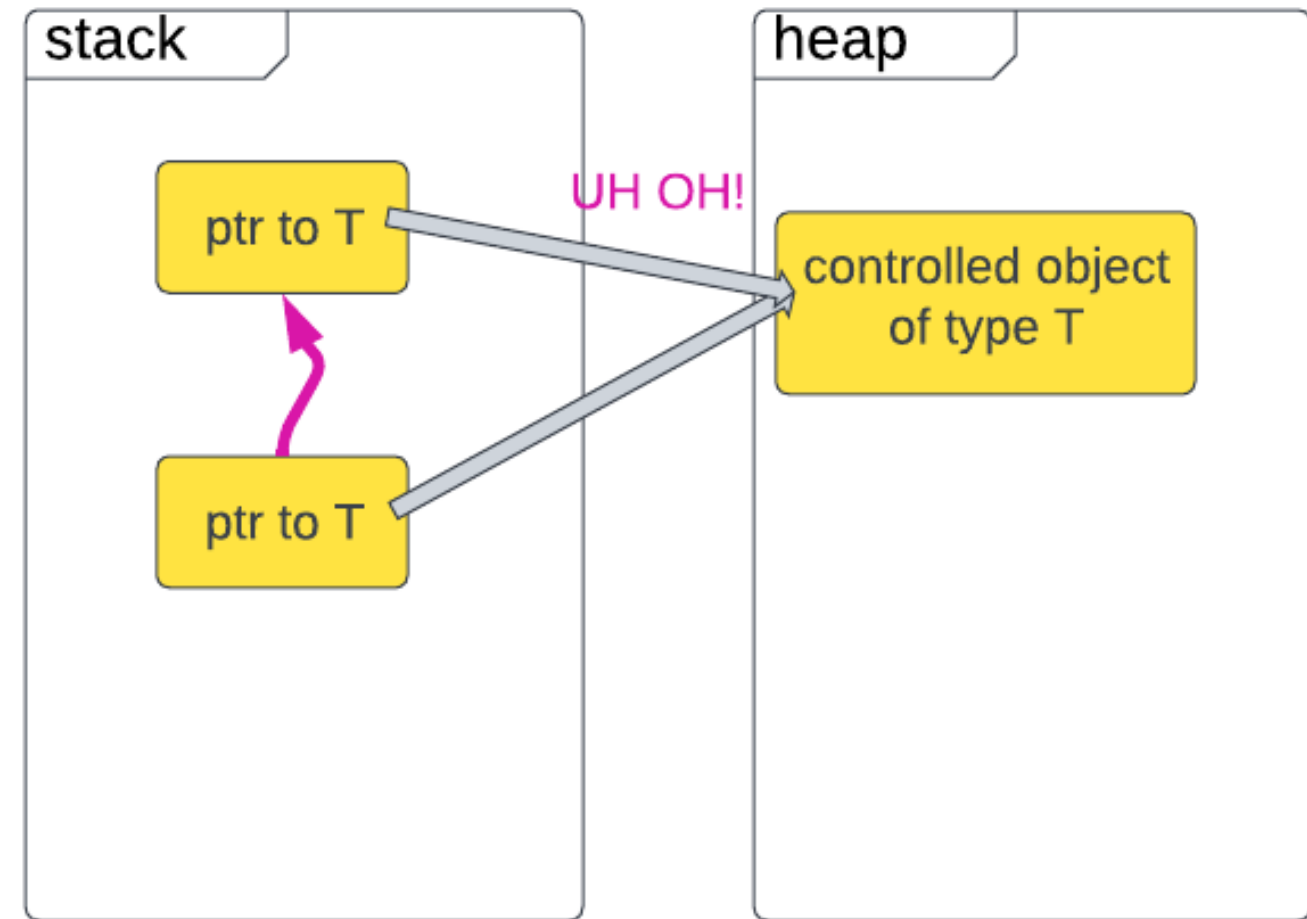 stack
heap
UH OH!
ptr to T
controlled object
of type T
ptr to T